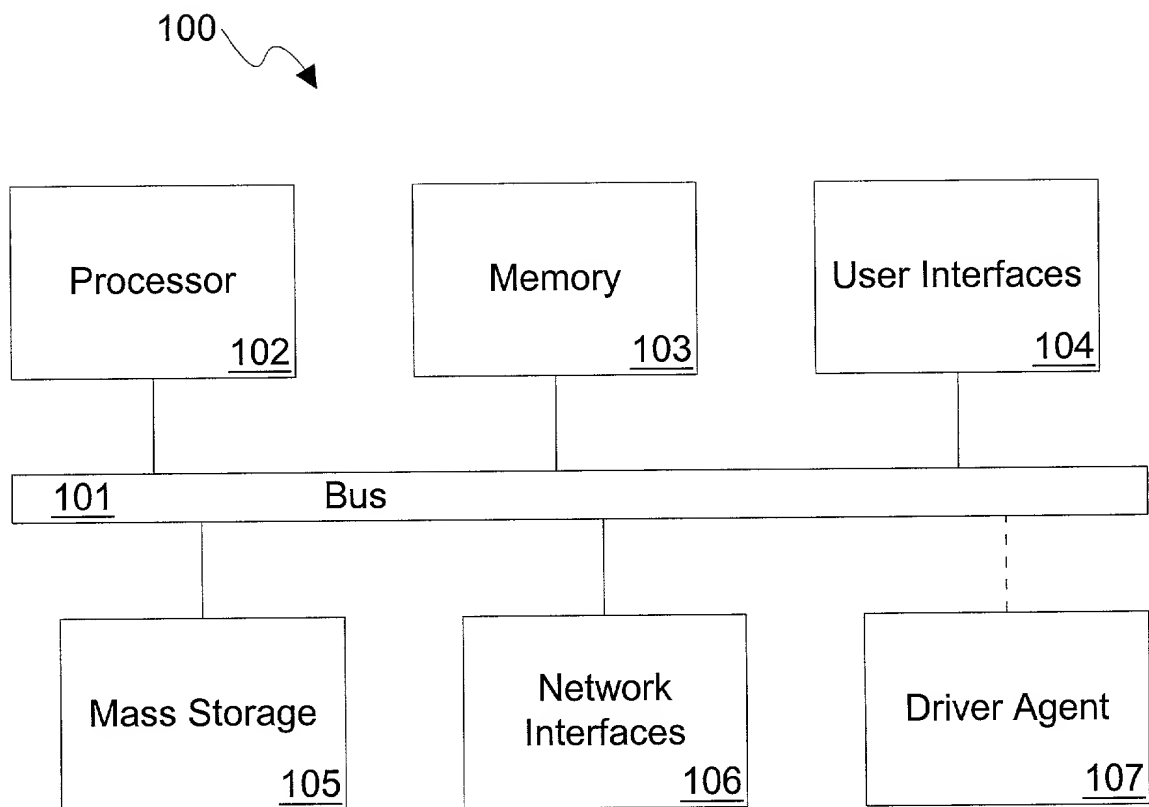 100
Processor
102
Memory
103
User Interfaces
104
101
Bus
Mass Storage
105
Network
Interfaces
106
Driver Agent
107